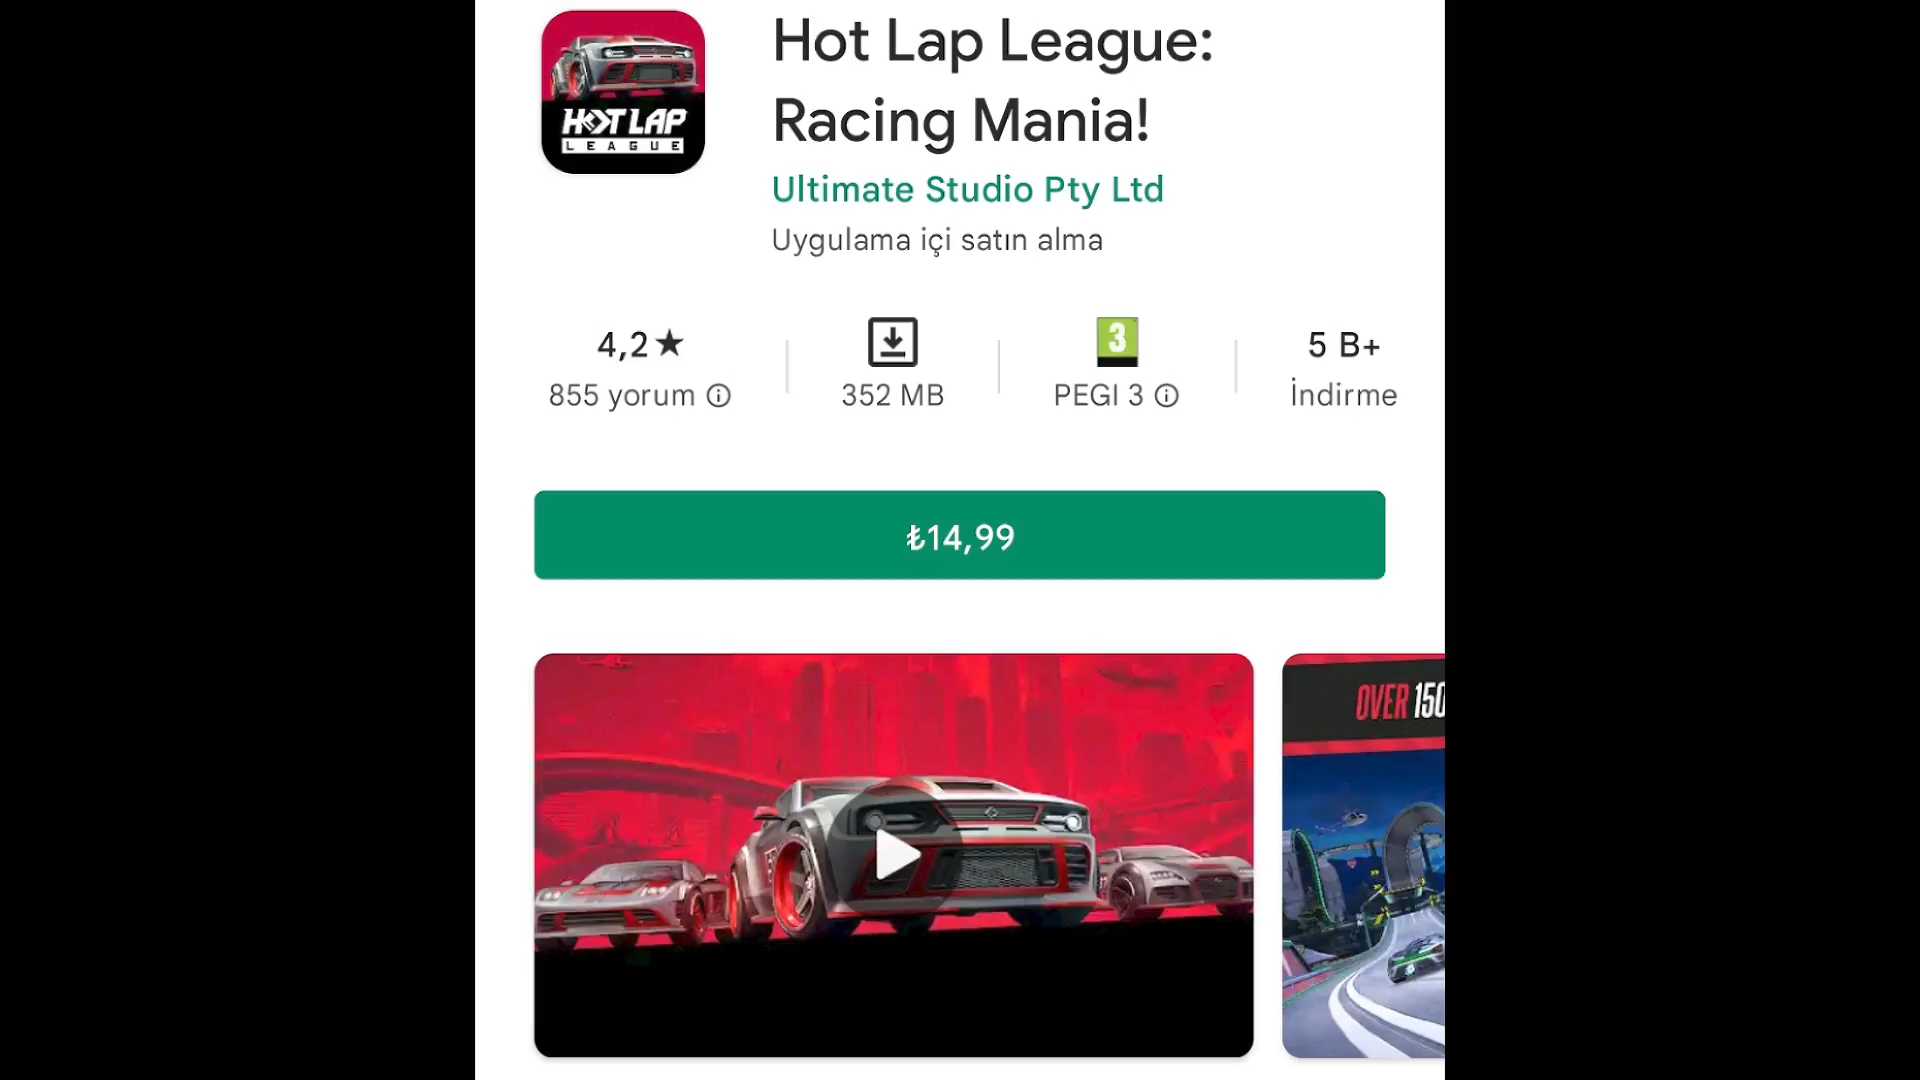 HOT LAP
LEAGUE
Hot Lap League:
Racing Mania!
Ultimate Studio Pty Ltd
Uygulama içi satın alma
4,2★
855 yorum
352 MB
3
PEGI 3
5 B+
İndirme
₺14,99
OVER 150